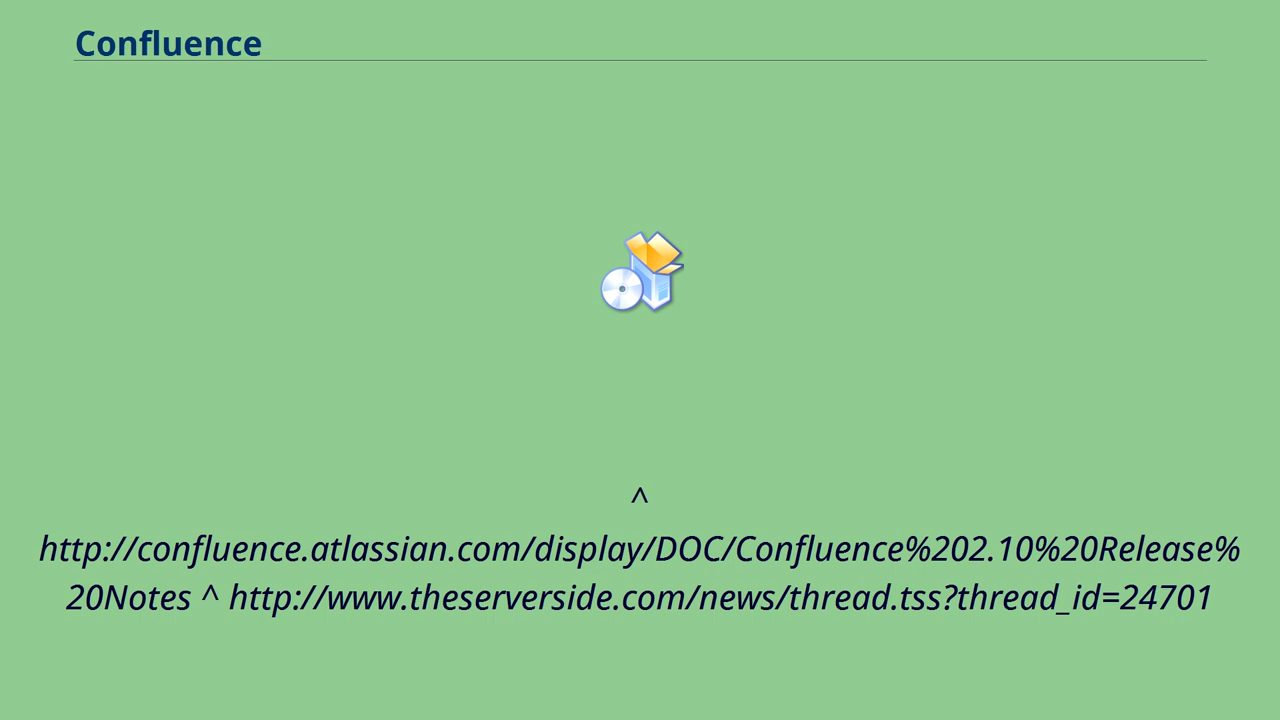 Confluence
^
http://confluence.atlassian.com/display/DOC/Confluence%202.10%20Release%
20Notes ^ http://www.theserverside.com/news/thread.tss?thread_id=24701